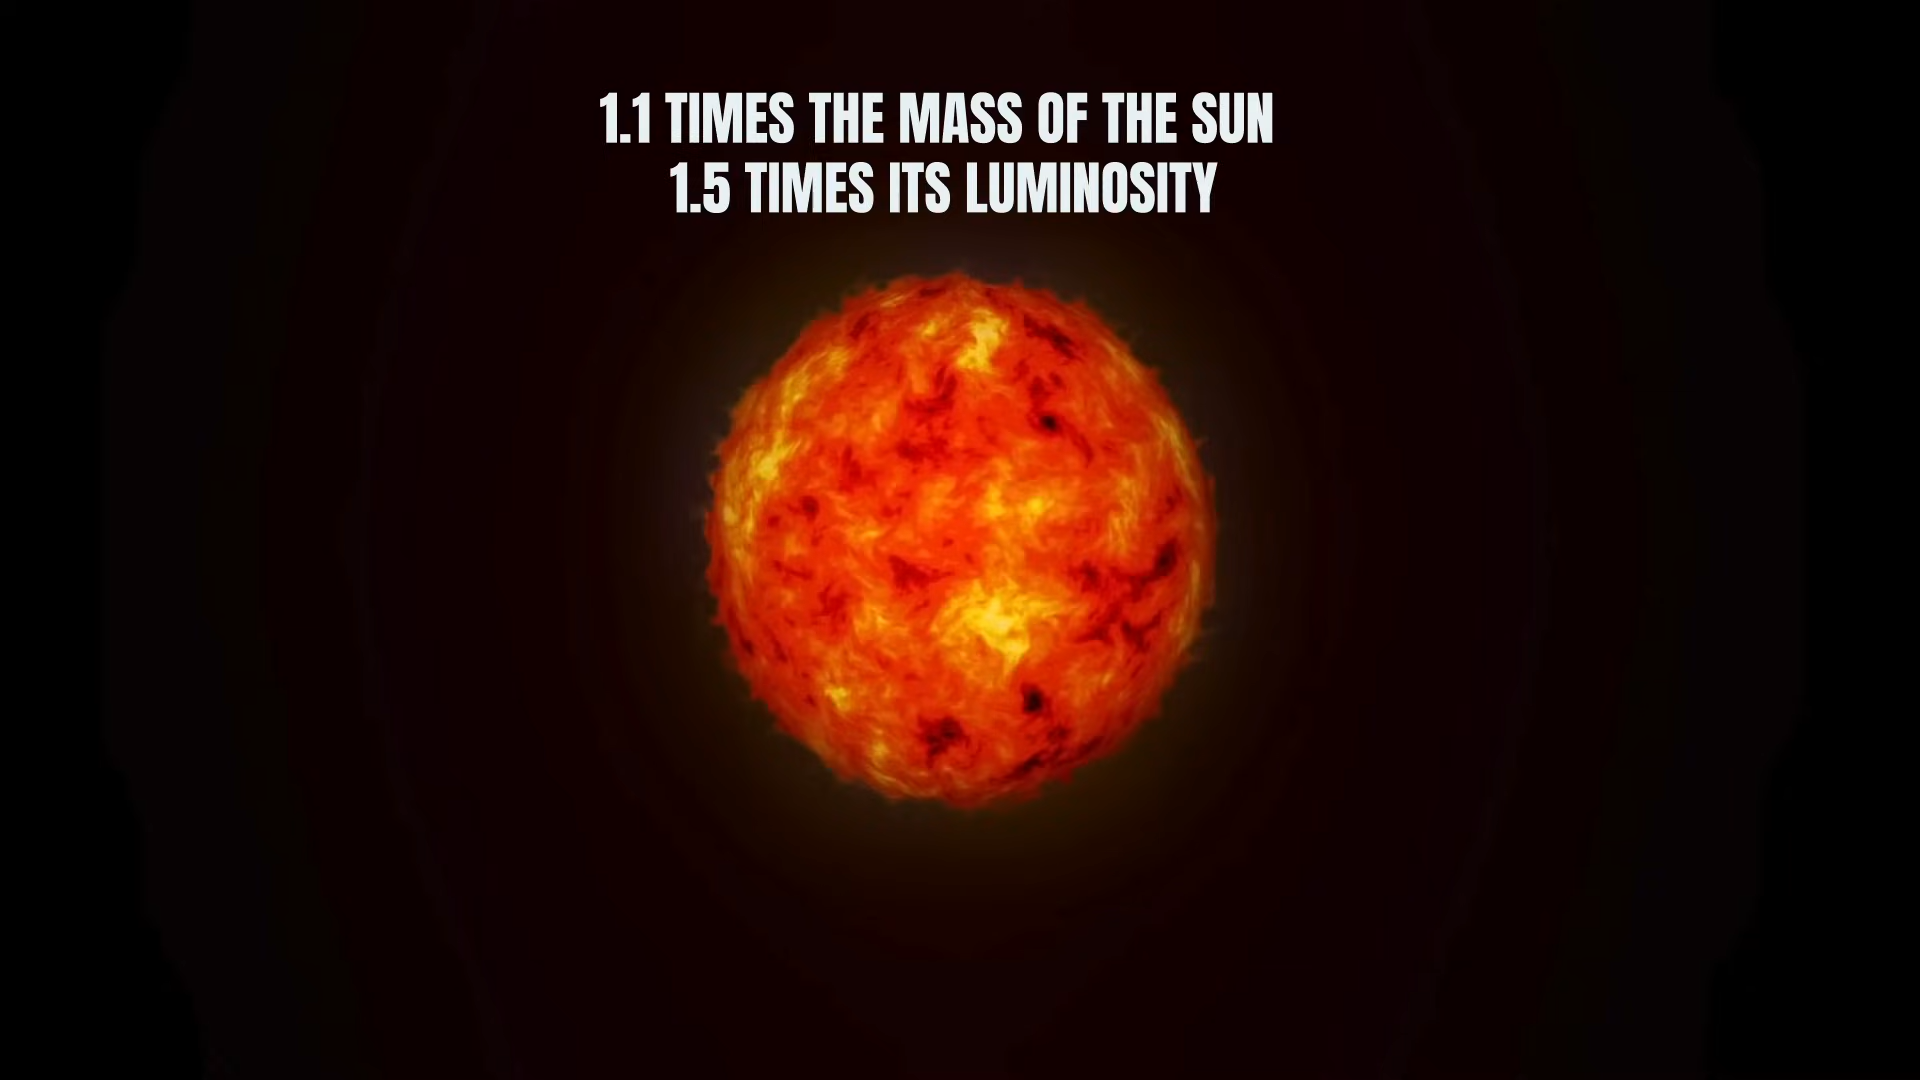 1.1 TIMES THE MASS OF THE SUN
1.5 TIMES ITS LUMINOSITY